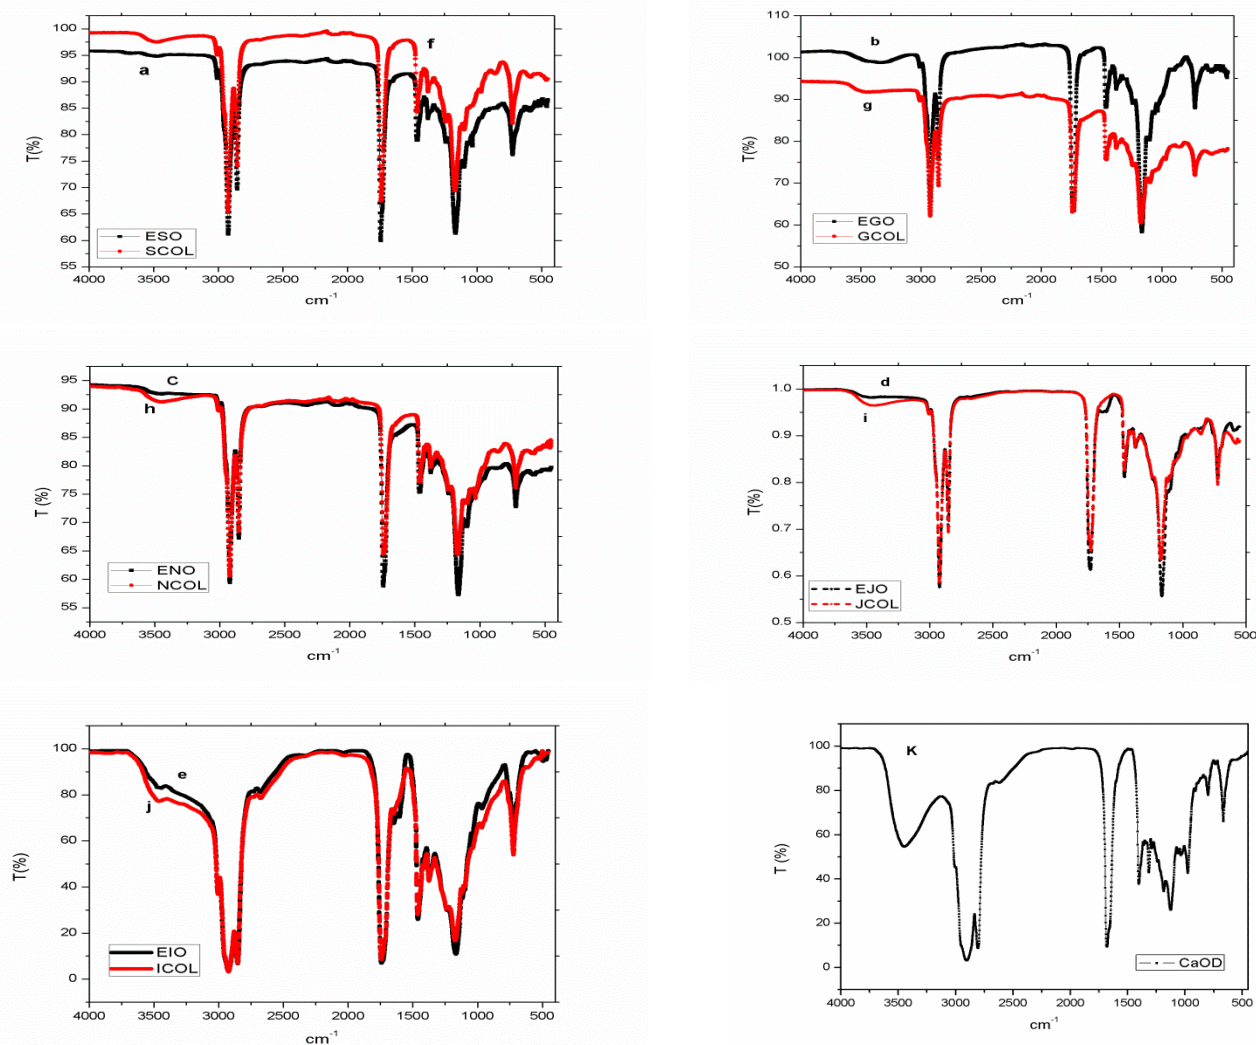 100
95
90
85
80
75
70
65
60
55
T(%)
a
f
ESO
SCOL
4000 3500 3000 2500 2000 1500 1000 500
cm-1
110
100
90
80
70
60
50
T(%)
b
g
EGO
GCOL
4000 3500 3000 2500 2000 1500 1000 500
cm-1
95
90
85
80
75
70
65
60
55
T (%)
C
h
ENO
NCOL
4000 3500 3000 2500 2000 1500 1000 500
cm-1
1.0
0.9
0.8
0.7
0.6
0.5
T(%)
d
i
EJO
JCOL
4000 3500 3000 2500 2000 1500 1000 500
cm-1
100
80
60
40
20
0
T(%)
e
j
EIO
ICOL
4000 3500 3000 2500 2000 1500 1000 500
cm-1
100
80
60
40
20
0
T (%)
K
CaOD
4000 3500 3000 2500 2000 1500 1000 500
cm-1